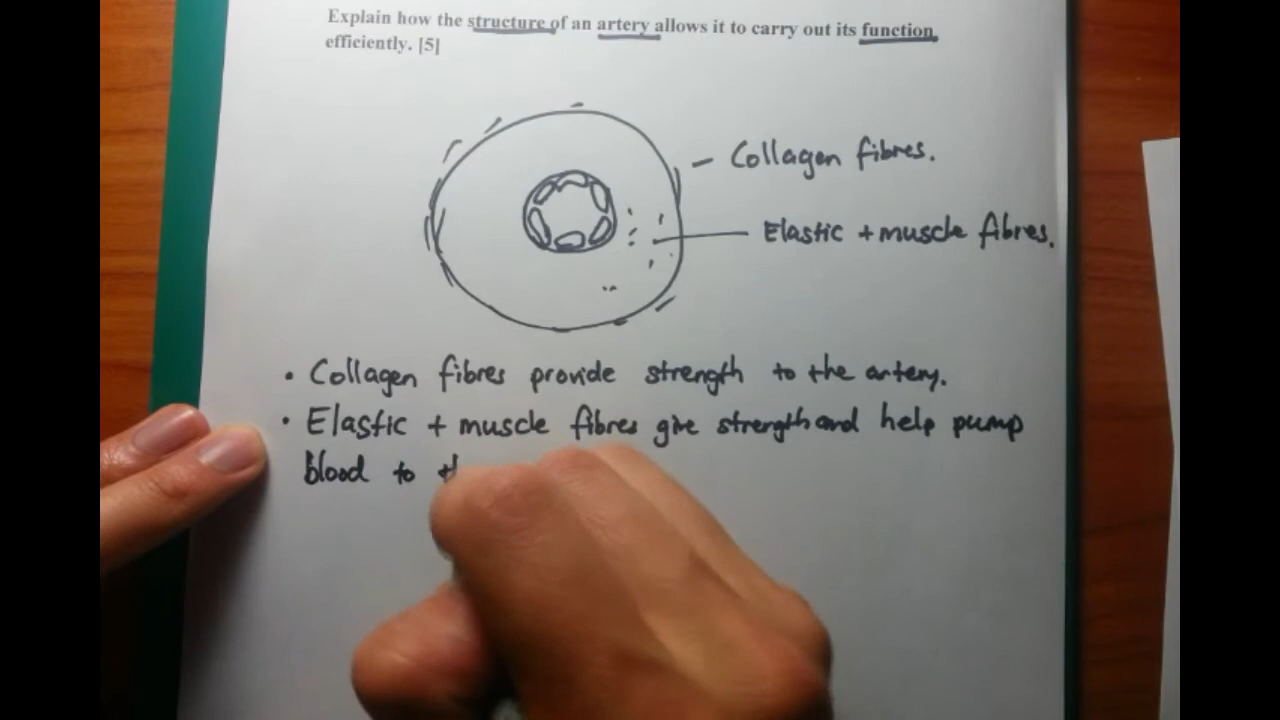 Explain how the structure of an artery allows it to carry out its function
efficiently. [5]
- Collagen fibres.
Elastic + muscle fibres.
• Collagen fibres provide strength to the artery.
• Elastic + muscle fibres give strength and help pump
blood to